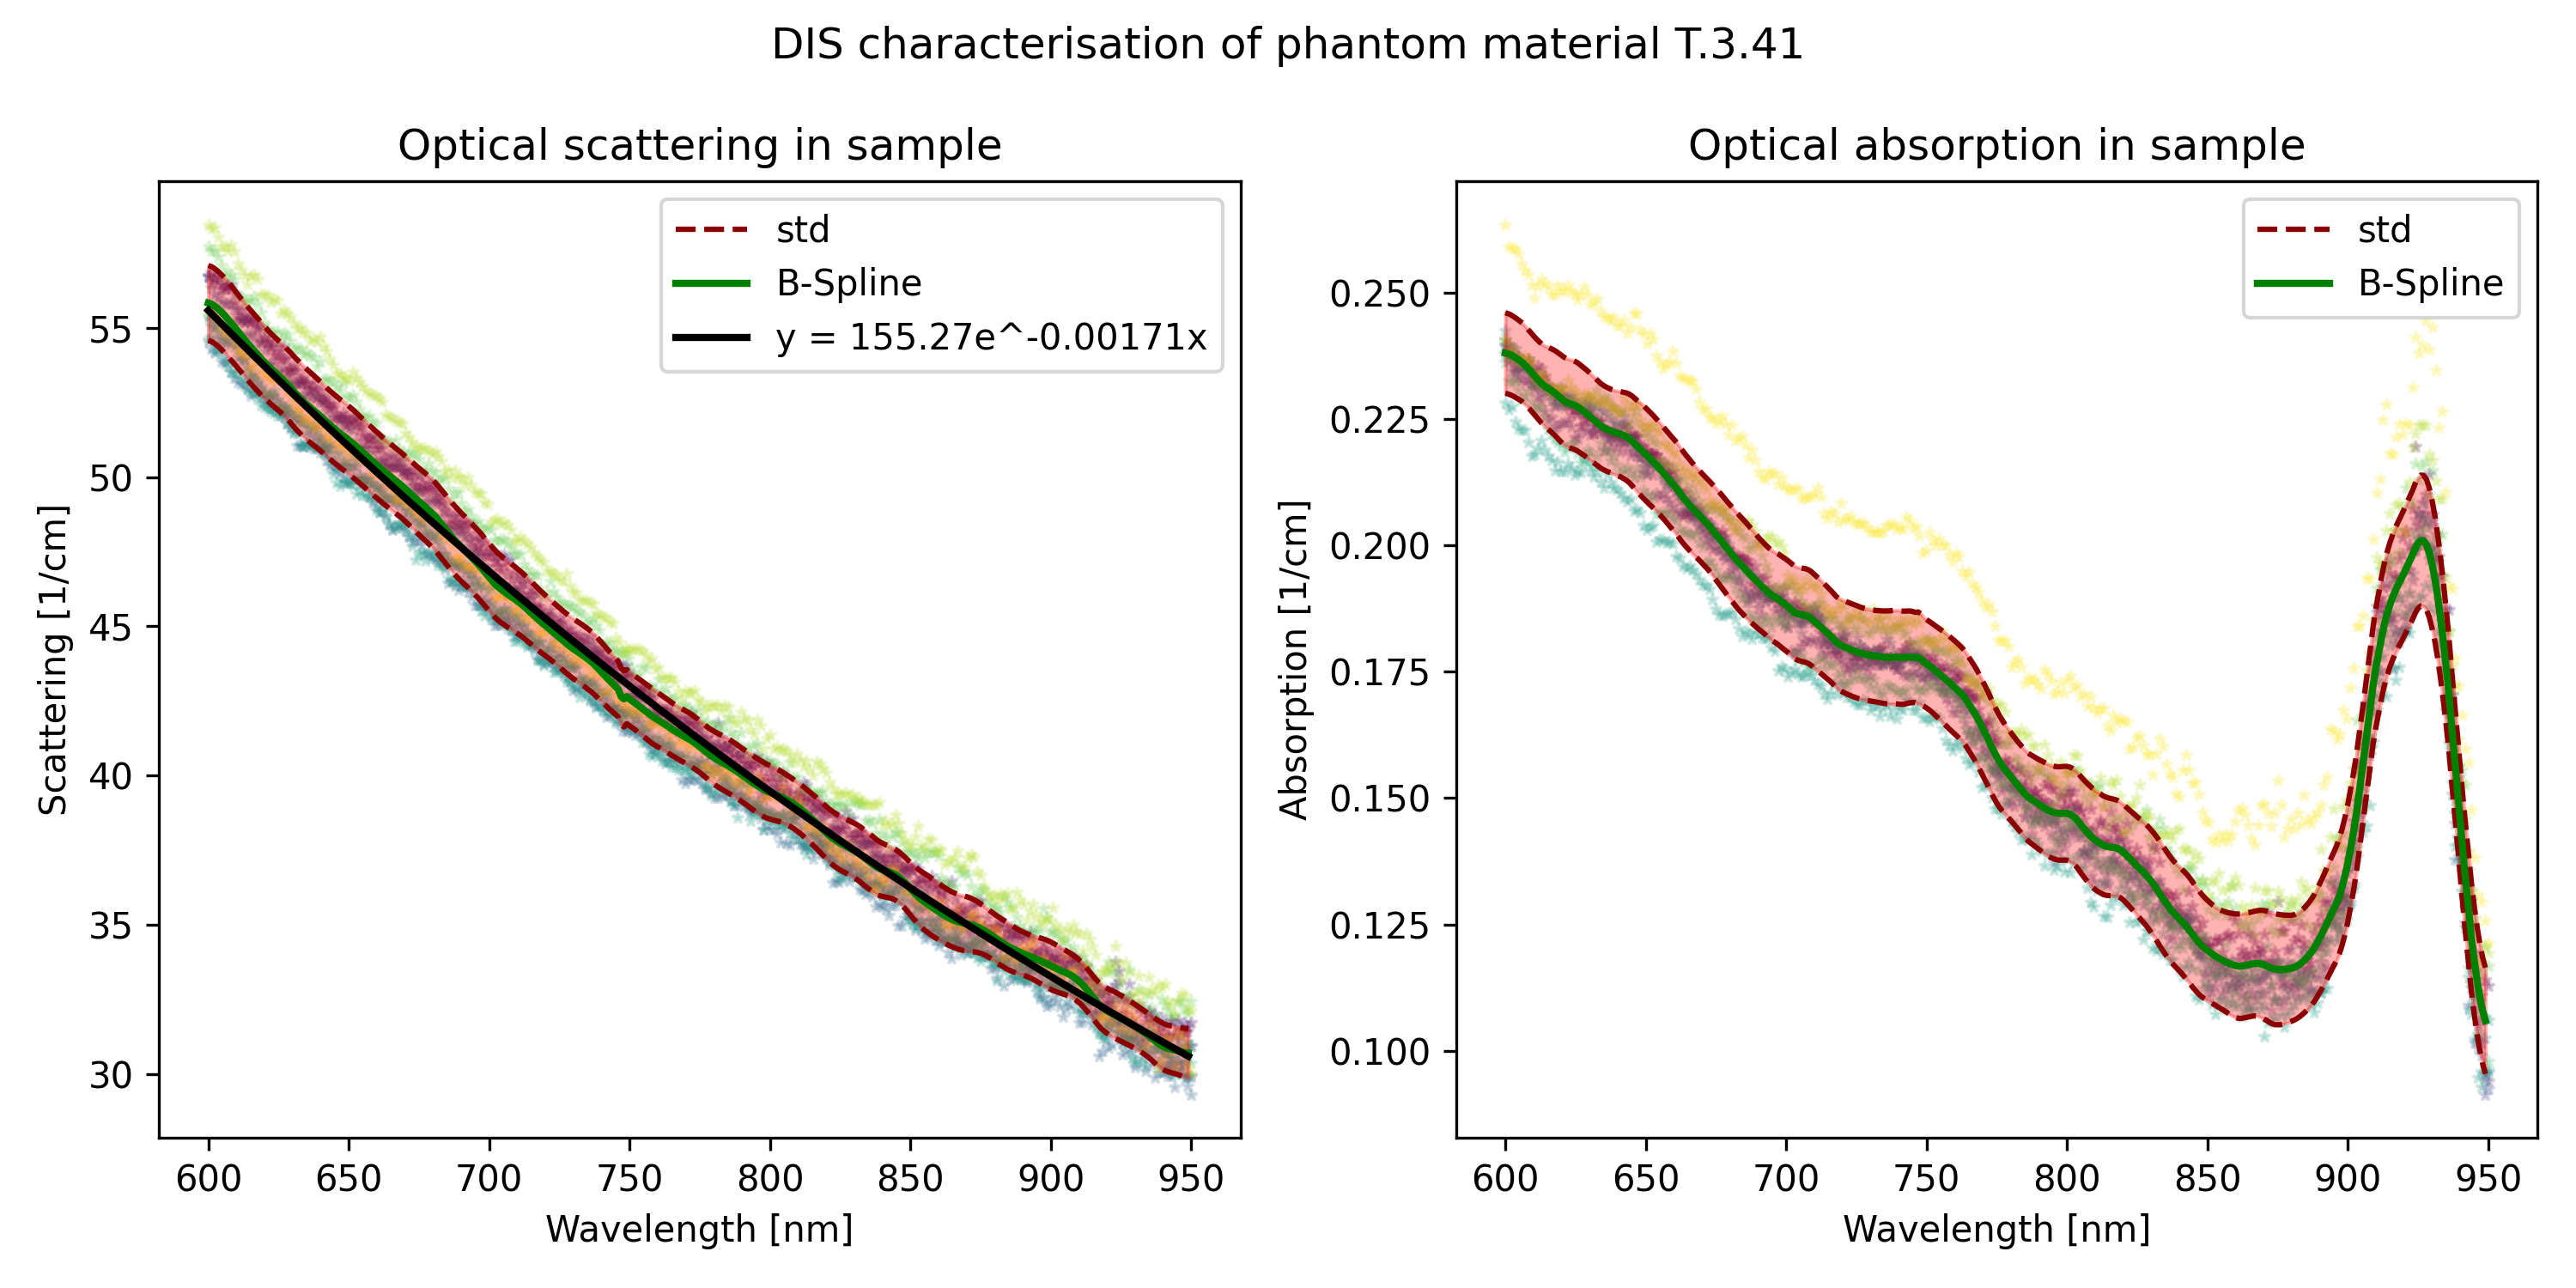 DIS characterisation of phantom material T.3.41
Optical scattering in sample
std
B-Spline
y = 155.27e^-0.00171x
Scattering [1/cm]
55
50
45
40
35
30
600 650 700 750 800 850 900 950
Wavelength [nm]
Optical absorption in sample
std
B-Spline
Absorption [1/cm]
0.250
0.225
0.200
0.175
0.150
0.125
0.100
600 650 700 750 800 850 900 950
Wavelength [nm]